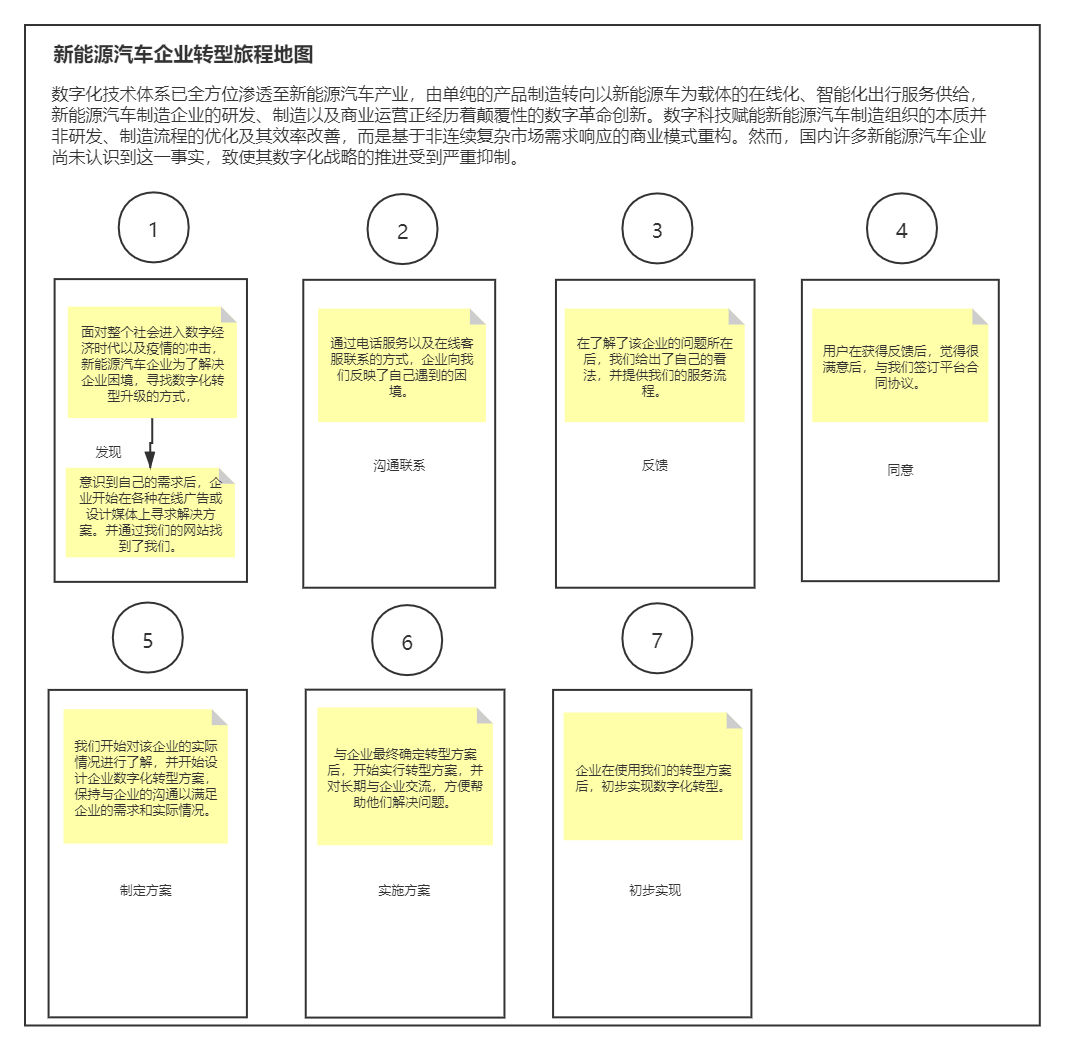 新能源汽车企业转型旅程地图
数字化技术体系已全方位渗透至新能源汽车产业，由单纯的产品制造转向以新能源车为载体的在线化、智能化出行服务供给，
新能源汽车制造企业的研发、制造以及商业运营正经历着颠覆性的数字革命创新。数字科技赋能新能源汽车制造组织的本质并
非研发、制造流程的优化及其效率改善，而是基于非连续复杂市场需求响应的商业模式重构。然而，国内许多新能源汽车企业
尚未认识到这一事实，致使其数字化战略的推进受到严重抑制。
1
面对整个社会进入数字经
济时代以及疫情的冲击，
新能源汽车企业为了解决
企业困境，寻找数字化转
型升级的方式，
发现
意识到自己的需求后，企
业开始在各种在线广告或
设计媒体上寻求解决方
案。并通过我们的网站找
到了我们。
2
通过电话服务以及在线客
服联系的方式，企业向我
们反映了自己遇到的困
境。
沟通联系
3
在了解了该企业的问题所在
后，我们给出了自己的看
法，并提供我们的服务流
程。
反馈
4
用户在获得反馈后，觉得很
满意后，与我们签订平台合
同协议。
同意
5
我们开始对该企业的实际
情况进行了解，并开始设
计企业数字化转型方案，
保持与企业的沟通以满足
企业的需求和实际情况。
制定方案
6
与企业最终确定转型方案
后，开始实行转型方案，并
对长期与企业交流，方便帮
助他们解决问题。
实施方案
7
企业在使用我们的转型方案
后，初步实现数字化转型。
初步实现